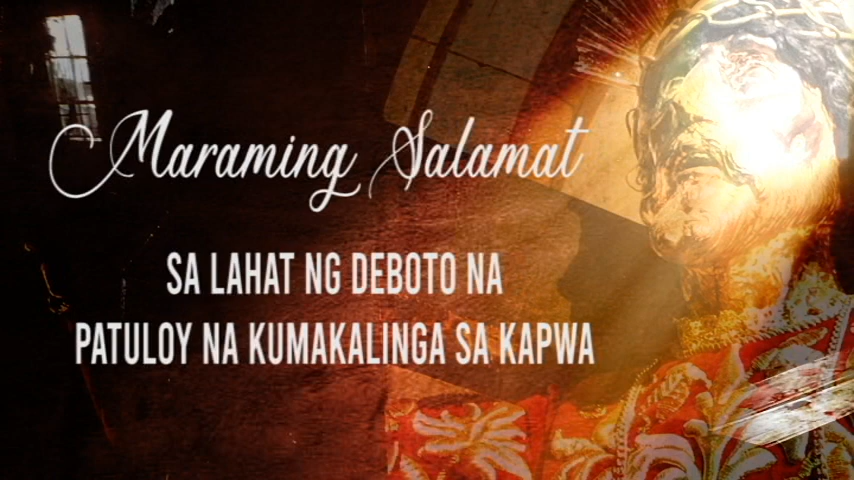 Maraming Salamat
SA LAHAT NG DEBOTO NA
PATULOY NA KUMAKALINGA SA KAPWA